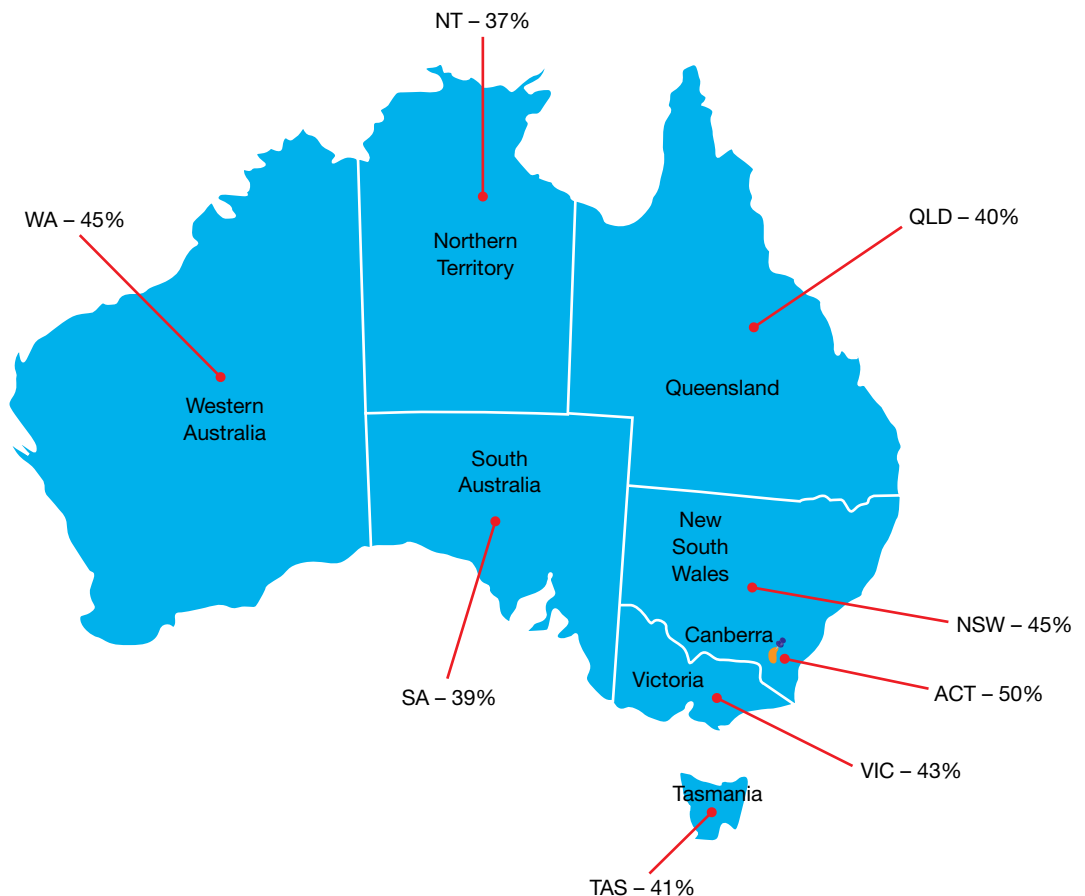 NT – 37%
WA – 45%
QLD – 40%
Northern
Territory
Queensland
Western
Australia
South
Australia
New
South
Wales
NSW – 45%
Canberra
Victoria
SA – 39%
ACT – 50%
VIC – 43%
Tasmania
TAS – 41%